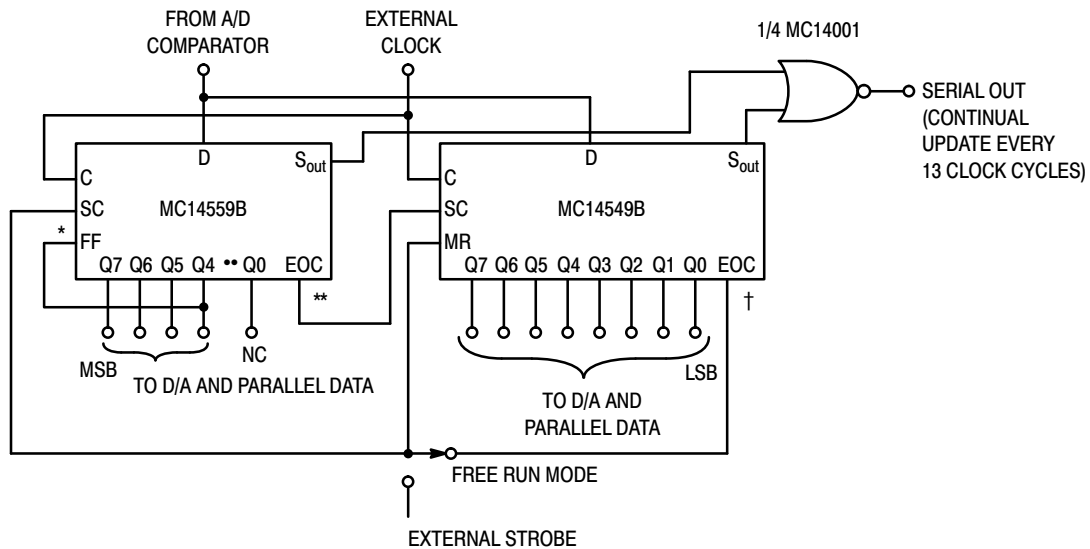 FROM A/D
COMPARATOR
EXTERNAL
CLOCK
1/4 MC14001
SERIAL OUT
(CONTINUAL
UPDATE EVERY
13 CLOCK CYCLES)
D
Sout
C
SC
* FF
MC14559B
Q7 Q6 Q5 Q4 •• Q0 EOC
**
D
Sout
C
SC
MR
MC14549B
Q7 Q6 Q5 Q4 Q3 Q2 Q1 Q0 EOC
†
MSB
NC
TO D/A AND PARALLEL DATA
LSB
TO D/A AND
PARALLEL DATA
FREE RUN MODE
EXTERNAL STROBE